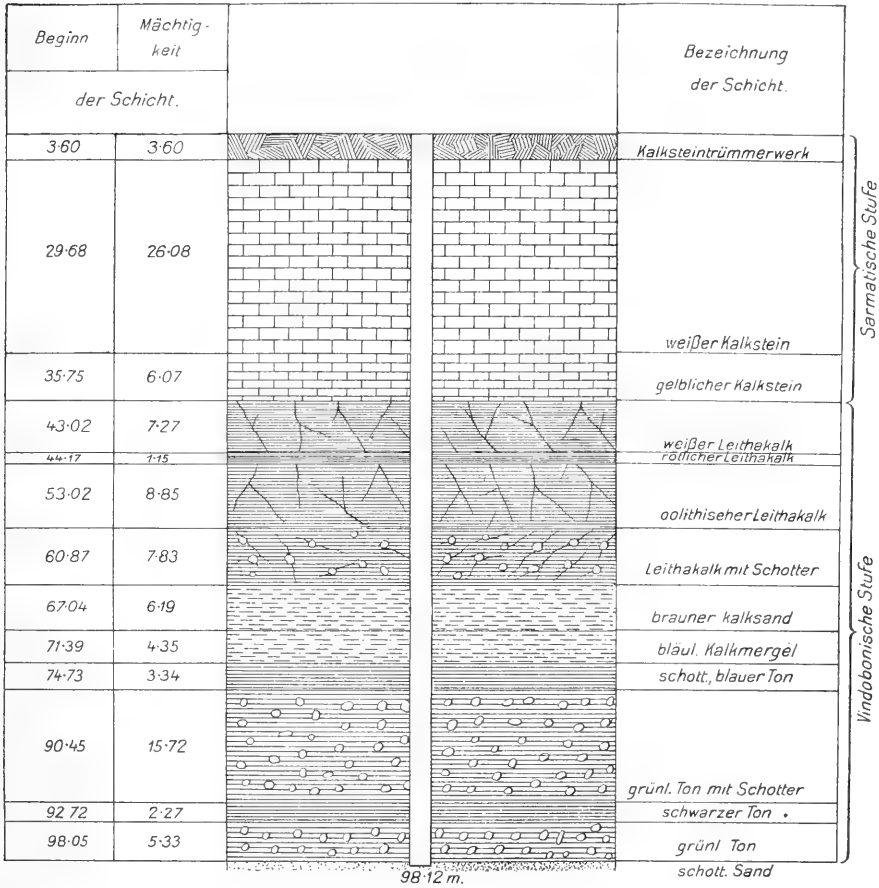 Beginn
Mächtig-
keit
der Schicht.
Bezeichnung
der Schicht.
3·60 3·60 Kalksteintrümmerwerk
29·68 26·08 weißer Kalkstein
35·75 6·07 gelblicher Kalkstein
Sarmatische Stufe
43·02 7·27 weißer Leithakalk
44·17 1·15 rötlicher Leithakalk
53·02 8·85 oolithiseher Leithakalk
60·87 7·83 Leithakalk mit Schotter
67·04 6·19 brauner kalksand
71·39 4·35 bläul. Kalkmergel
74·73 3·34 schott., blauer Ton
90·45 15·72 grünl. Ton mit Schotter
92 72 2·27 schwarzer Ton
98·05 5·33 grünl Ton
Vindobonische Stufe
98·12 m. schott. Sand